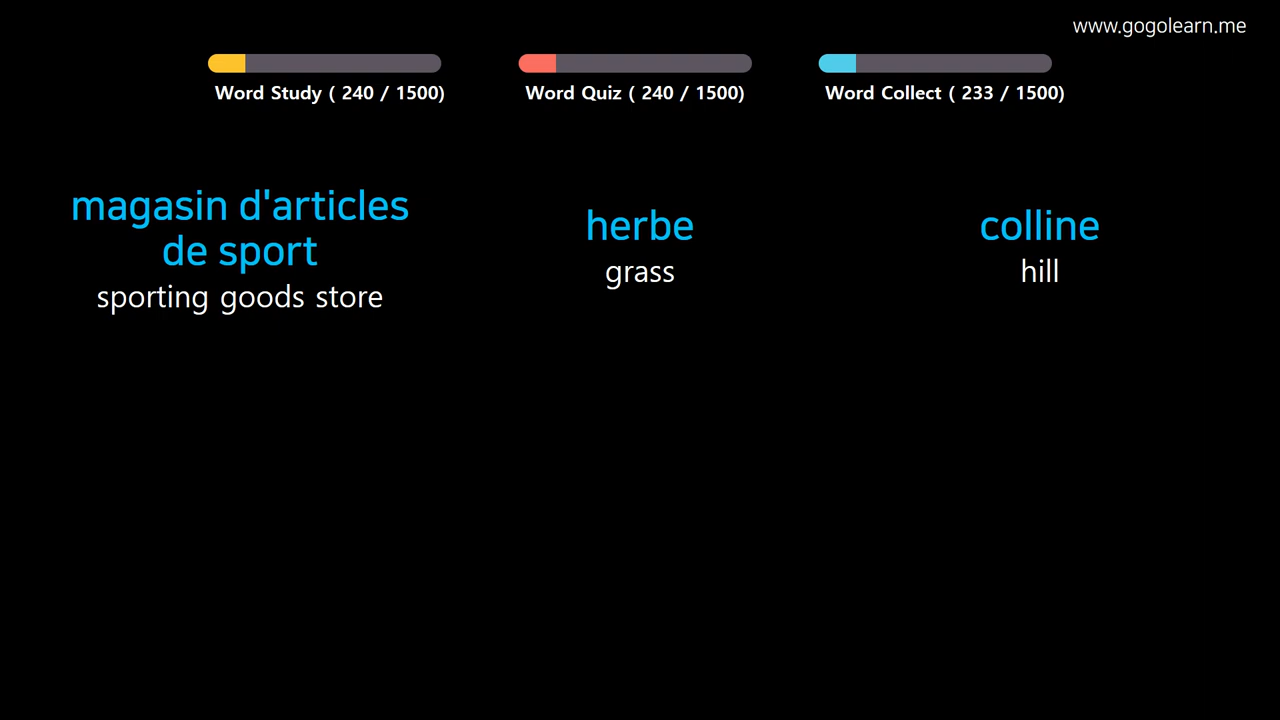 www.gogolearn.me
Word Study ( 240 / 1500)
Word Quiz ( 240 / 1500)
Word Collect ( 233 / 1500)
magasin d'articles
de sport
sporting goods store
herbe
grass
colline
hill